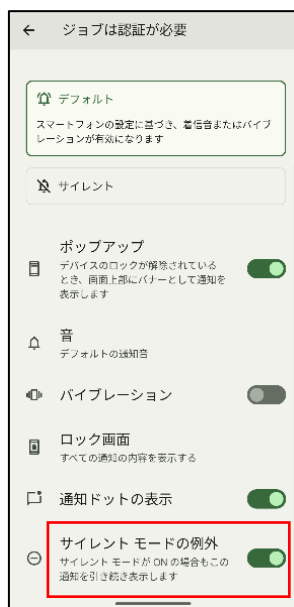 ジョブは認証が必要
デフォルト
スマートフォンの設定に基づき、着信音またはバイブ
レーションが有効になります
サイレント
ポップアップ
デバイスのロックが解除されている
とき、画面上部にバナーとして通知を
表示します
音
デフォルトの通知音
バイブレーション
ロック画面
すべての通知の内容を表示する
通知ドットの表示
サイレント モードの例外
サイレント モードが ON の場合もこの
通知を引き続き表示します